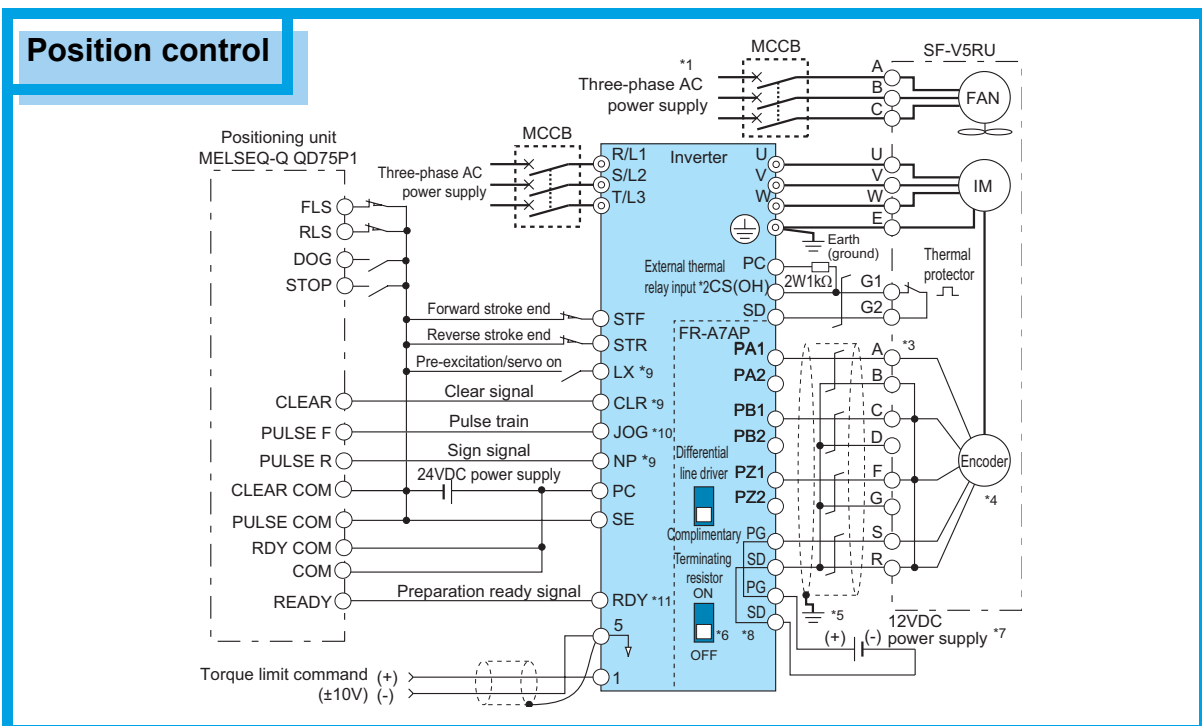 Position control
MCCB
SF-V5RU
*1
Three-phase AC
power supply
A
B
C
FAN
Positioning unit
MELSEQ-Q QD75P1
MCCB
Three-phase AC
power supply
R/L1
S/L2
T/L3
Inverter
U
V
W
U
V
W
E
IM
Earth
(ground)
FLS
RLS
DOG
STOP
External thermal
relay input *2
PC
CS(OH)
SD
2W1kΩ
G1
G2
Thermal
protector
Forward stroke end
STF
Reverse stroke end
STR
Pre-excitation/servo on
LX *9
CLEAR
Clear signal
CLR *9
PULSE F
Pulse train
JOG *10
PULSE R
Sign signal
NP *9
CLEAR COM
24VDC power supply
PC
PULSE COM
SE
RDY COM
COM
READY
Preparation ready signal
RDY *11
5
1
Torque limit command (+)
(±10V) (-)
FR-A7AP
PA1
PA2
PB1
PB2
PZ1
PZ2
Differential
line driver
Complimentary
PG
SD
PG
SD
Terminating
resistor
ON
*6
OFF
*8
A
*3
B
C
D
F
G
S
R
Encoder
*4
*5
12VDC
(+) (-) power supply *7